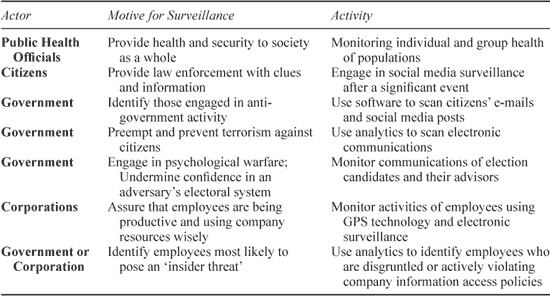 Actor Motive for Surveillance Activity
Public Health Officials Provide health and security to society as a whole Monitoring individual and group health of populations
Citizens Provide law enforcement with clues and information Engage in social media surveillance after a significant event
Government Identify those engaged in anti-government activity Use software to scan citizens' e-mails and social media posts
Government Preempt and prevent terrorism against citizens Use analytics to scan electronic communications
Government Engage in psychological warfare; Undermine confidence in an adversary's electoral system Monitor communications of election candidates and their advisors
Corporations Assure that employees are being productive and using company resources wisely Monitor activities of employees using GPS technology and electronic surveillance
Government or Corporation Identify employees most likely to pose an 'insider threat' Use analytics to identify employees who are disgruntled or actively violating company information access policies